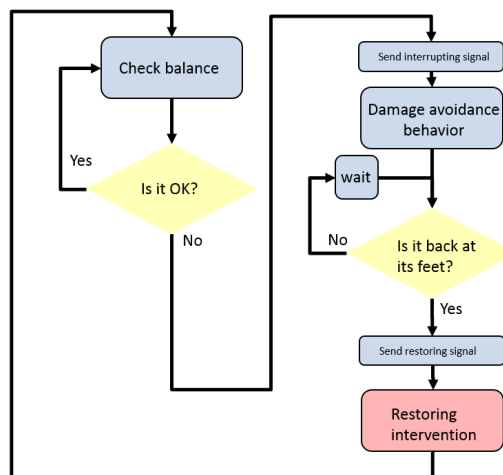 Check balance
Yes
Is it OK?
No
Send interrupting signal
Damage avoidance
behavior
wait
No
Is it back at
its feet?
Yes
Send restoring signal
Restoring
intervention